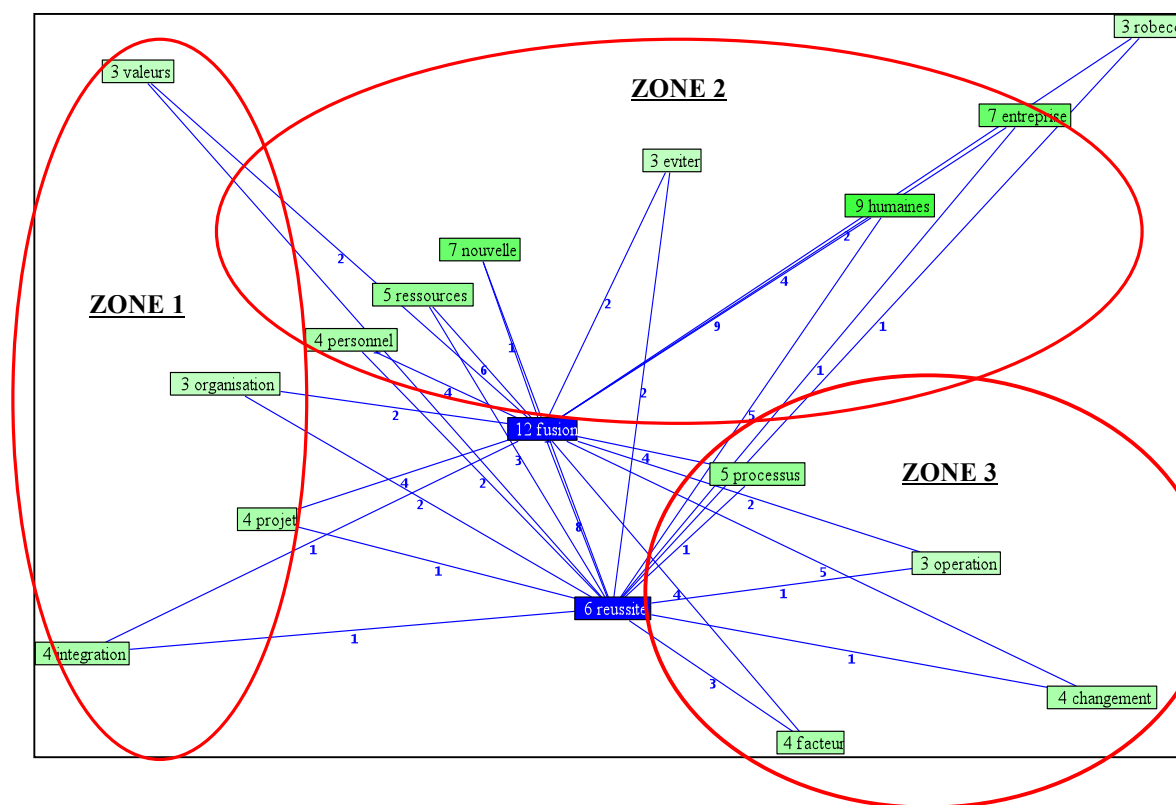 3 robeco
3 valeurs
ZONE 2
7 entreprise
3 eviter
9 humaines
2
7 nouvelle
2
4
5 ressources
ZONE 1
2
9
1
4 personnel
1
6
1
3 organisation
4
2
2
5
12 fusion
3
4
5 processus
ZONE 3
4
2
2
2
4 projet
8
1
1
3 operation
1
5
4
1
6 reussite
1
4 integration
1
3
4 changement
4 facteur